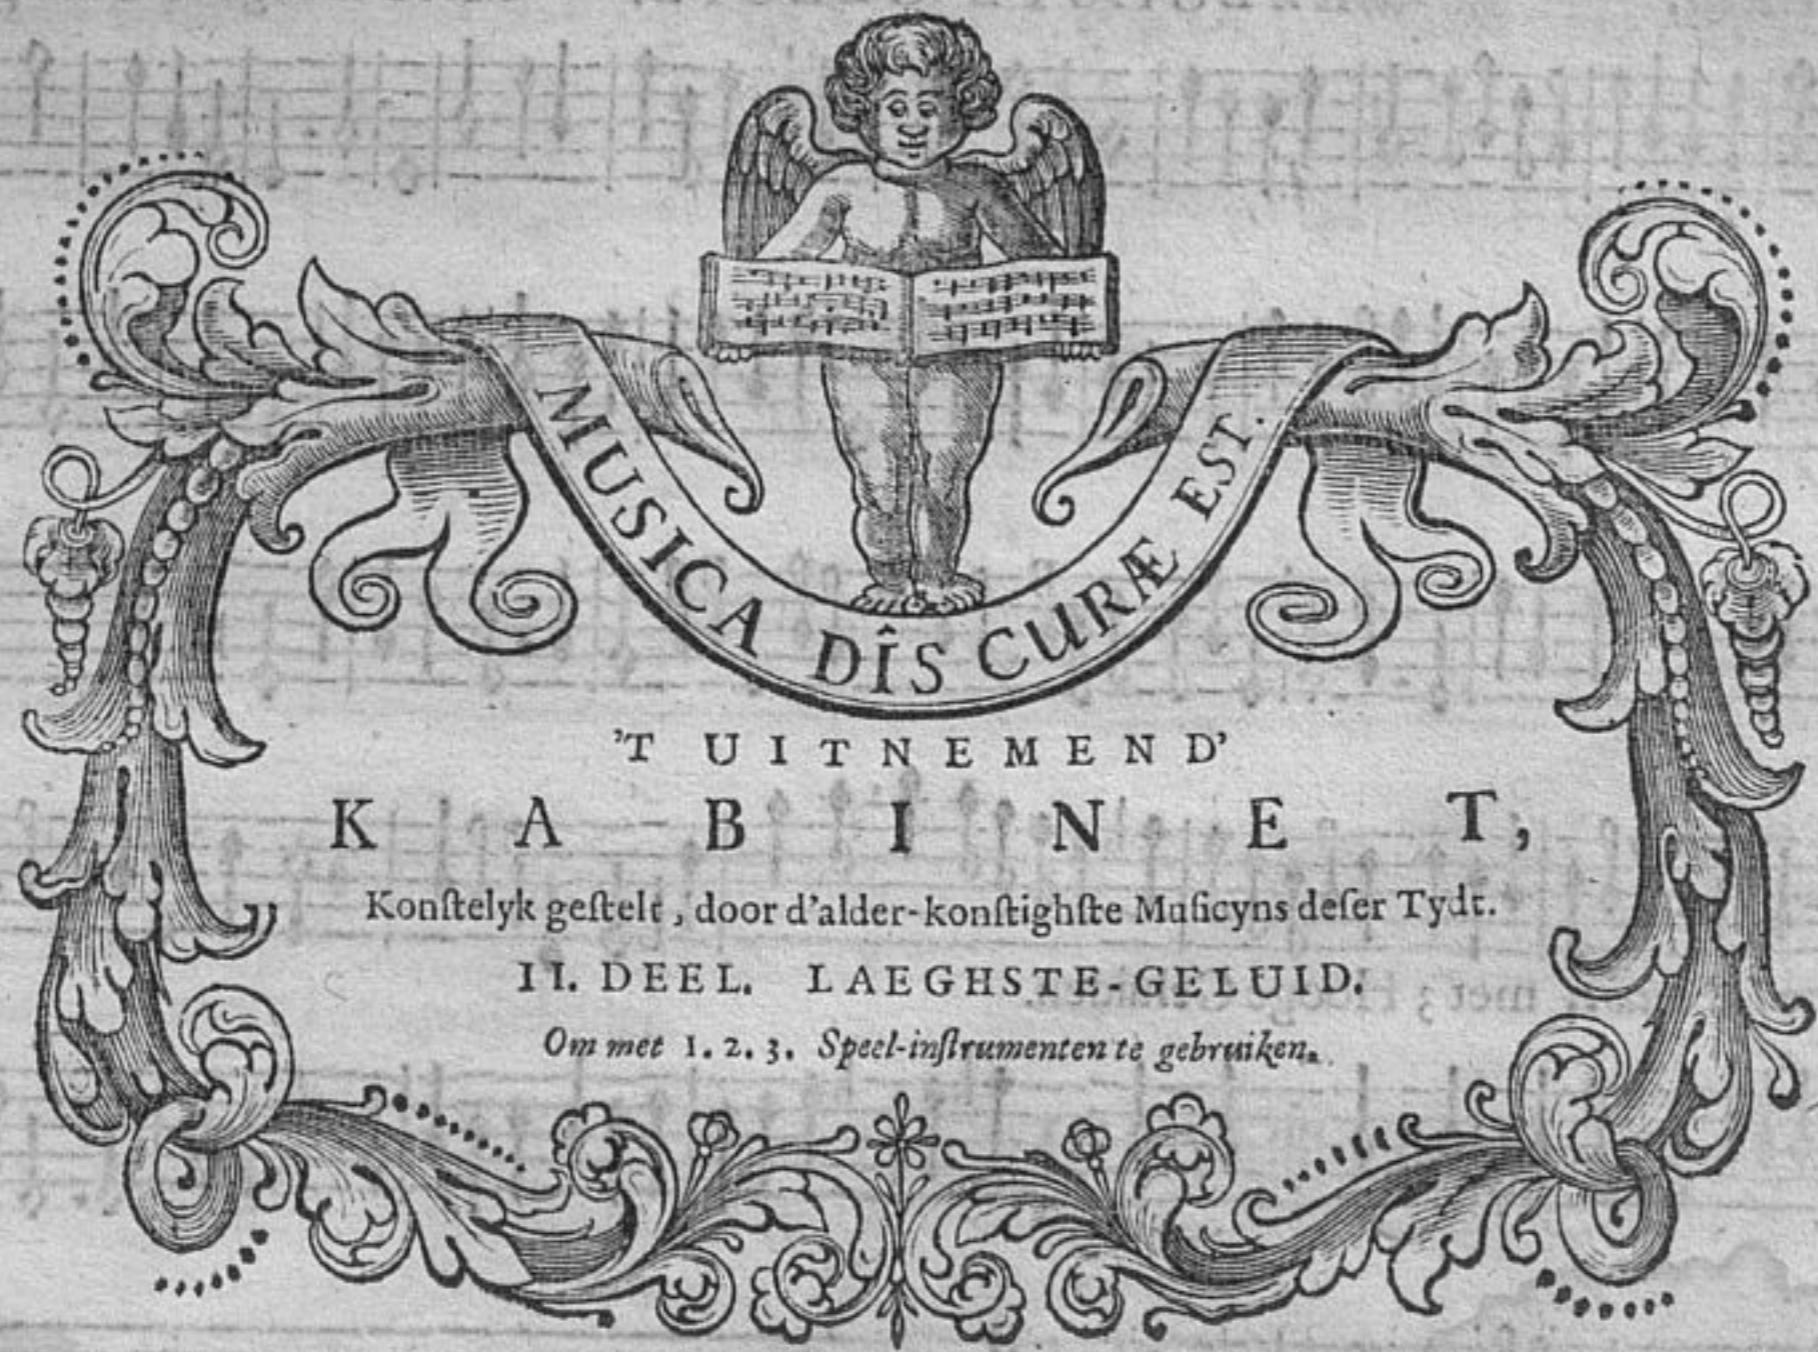 MUSICA DÎS CURÆ EST.
'T UITNEMEND'
KABINET,
Konſtelyk geſtelt, door d'alder-konſtighſte Muſicyns deſer Tydt.
II. DEEL. LAEGHSTE-GELUID.
Om met 1. 2. 3. Speel-inſtrumenten te gebruiken.